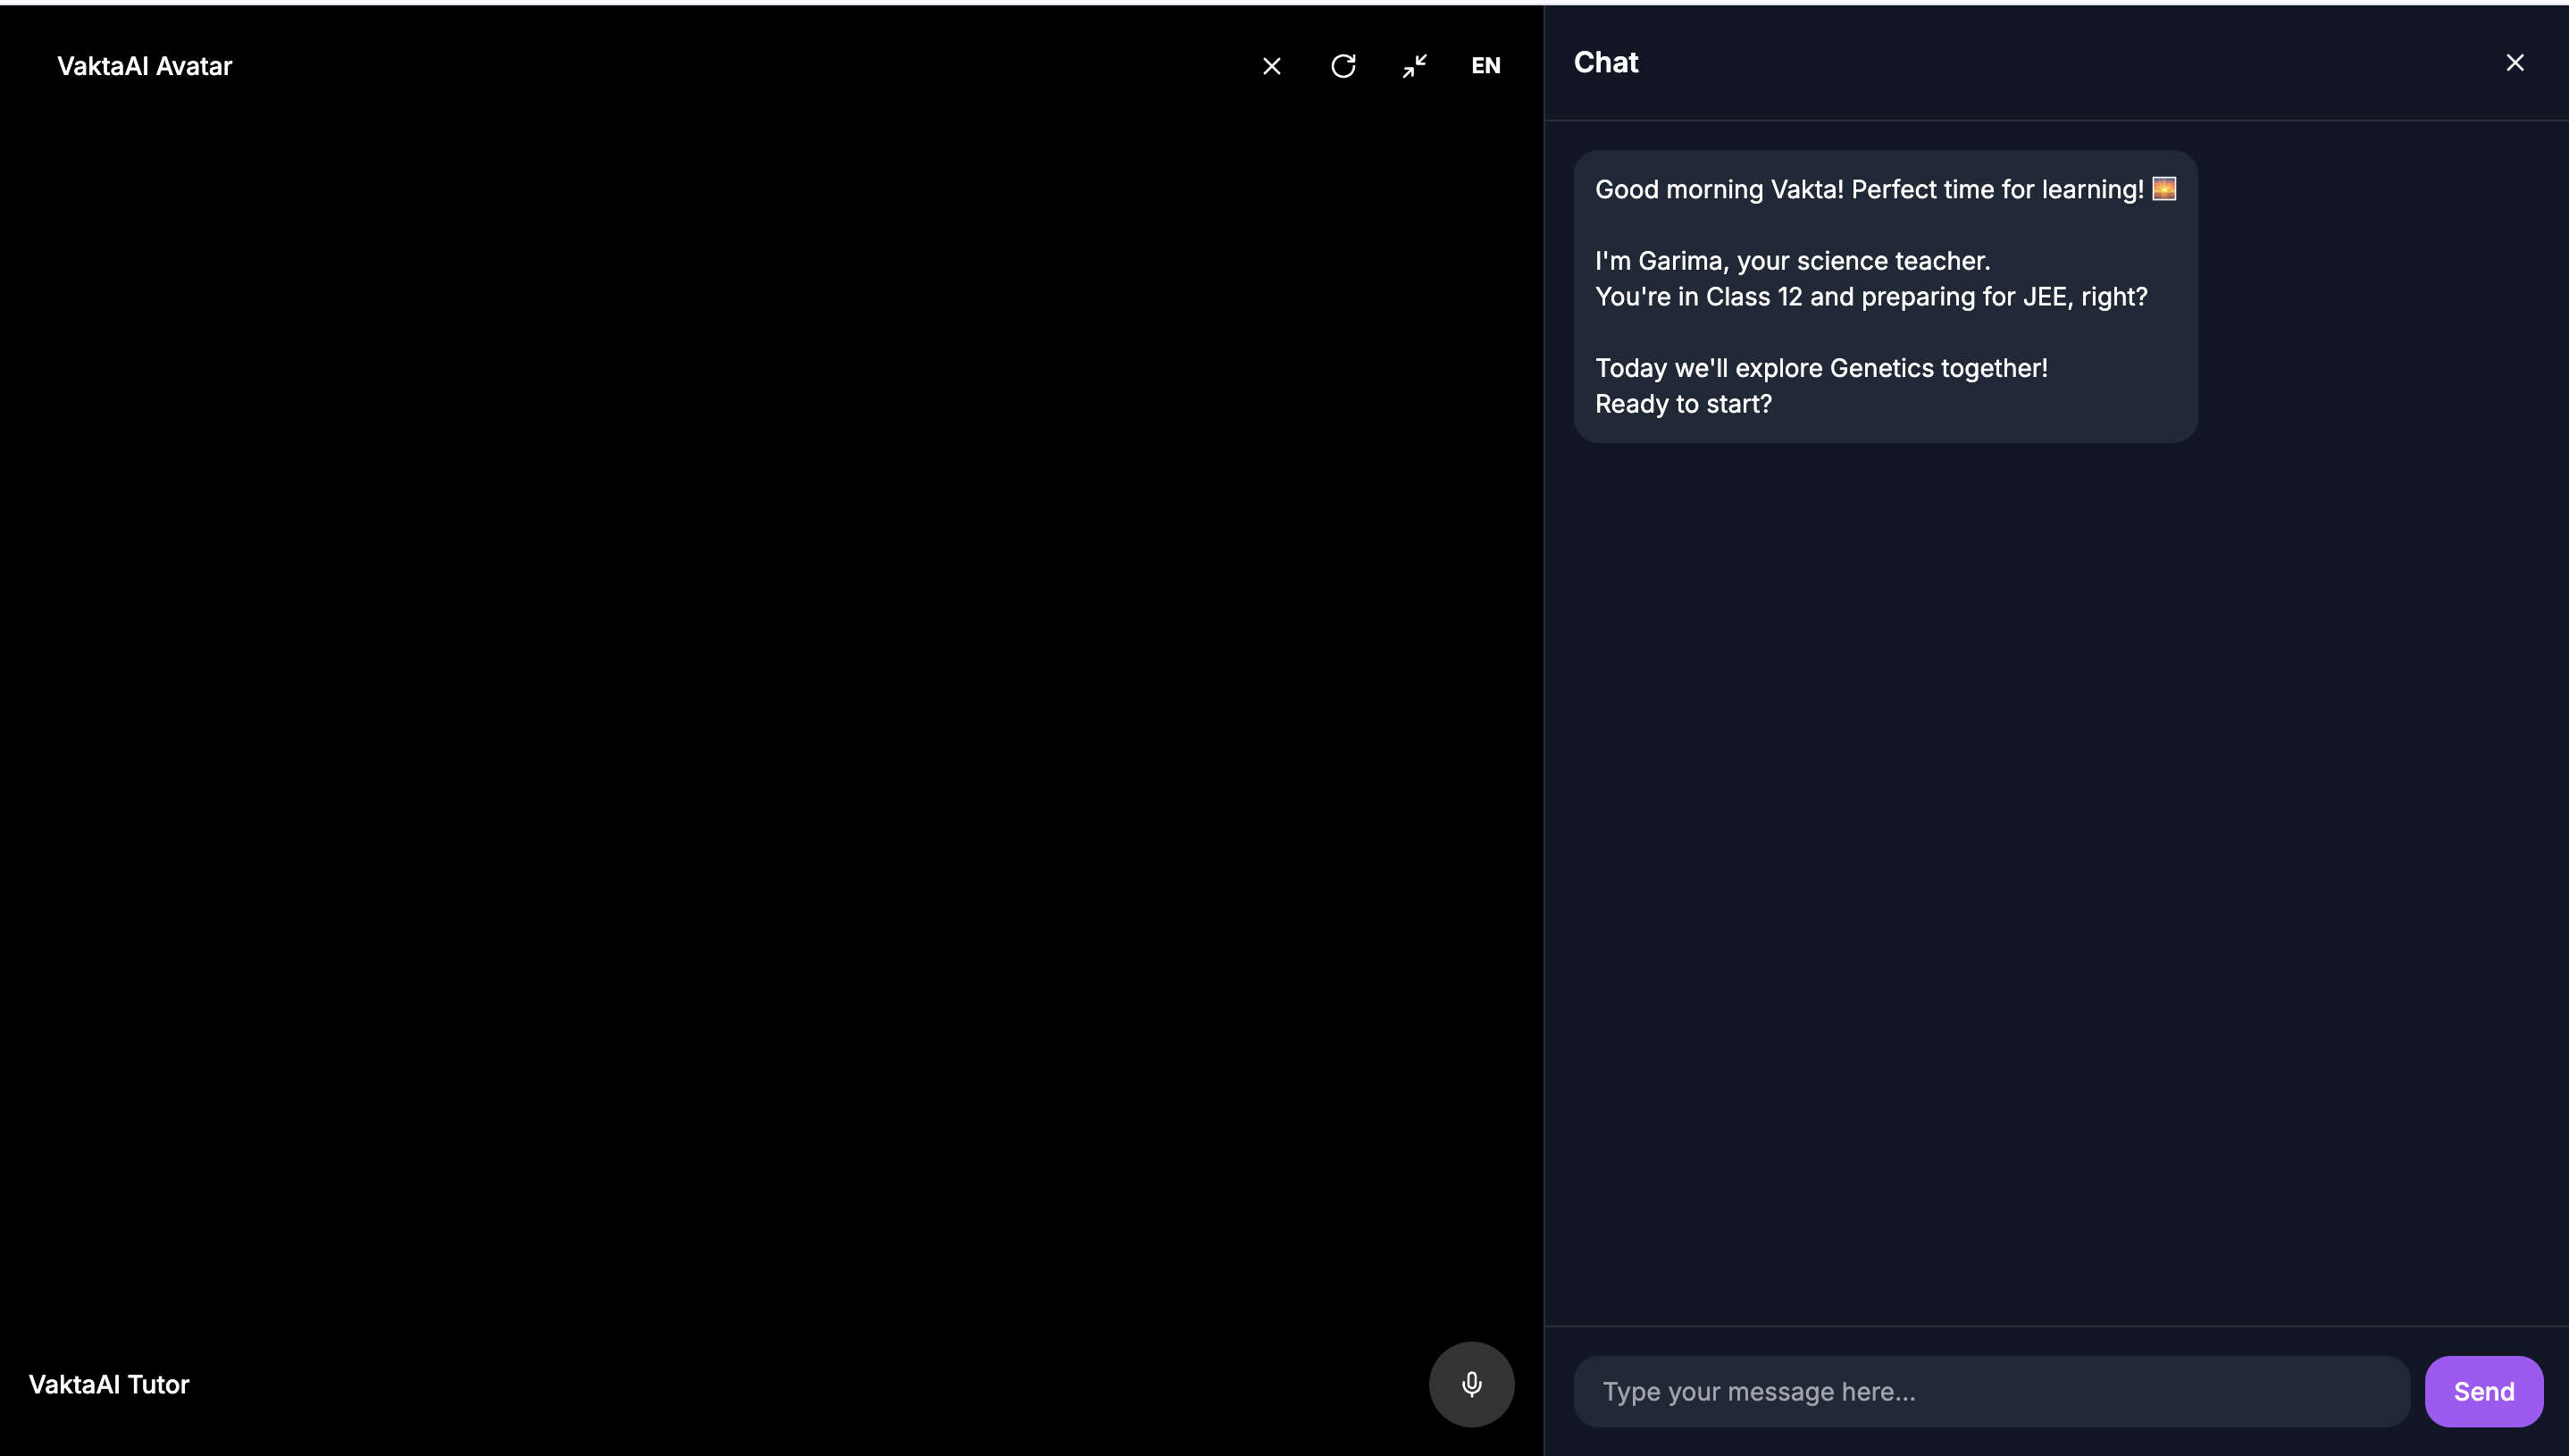 VaktaAI Avatar
EN
Chat
Good morning Vakta! Perfect time for learning! 🌅
I'm Garima, your science teacher.
You're in Class 12 and preparing for JEE, right?
Today we'll explore Genetics together!
Ready to start?
VaktaAI Tutor
Type your message here...
Send